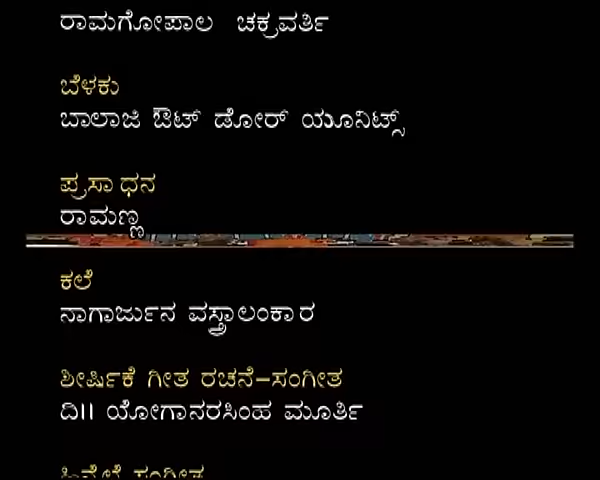 ರಾಮಗೋಪಾಲ ಚಕ್ರವರ್ತಿ
ಬೆಳಕು
ಬಾಲಾಜಿ ಔಟ್ ಡೋರ್ ಯೂನಿಟ್ಸ್
ಪ್ರಸಾಧನ
ರಾಮಣ್ಣ
ಕಲೆ
ನಾಗಾರ್ಜುನ ವಸ್ತ್ರಾಲಂಕಾರ
ಶೀರ್ಷಿಕೆ ಗೀತ ರಚನೆ-ಸಂಗೀತ
ದಿ।। ಯೋಗಾನರಸಿಂಹ ಮೂರ್ತಿ
ಹಿನ್ನೆಲೆ ಸಂಗೀತ